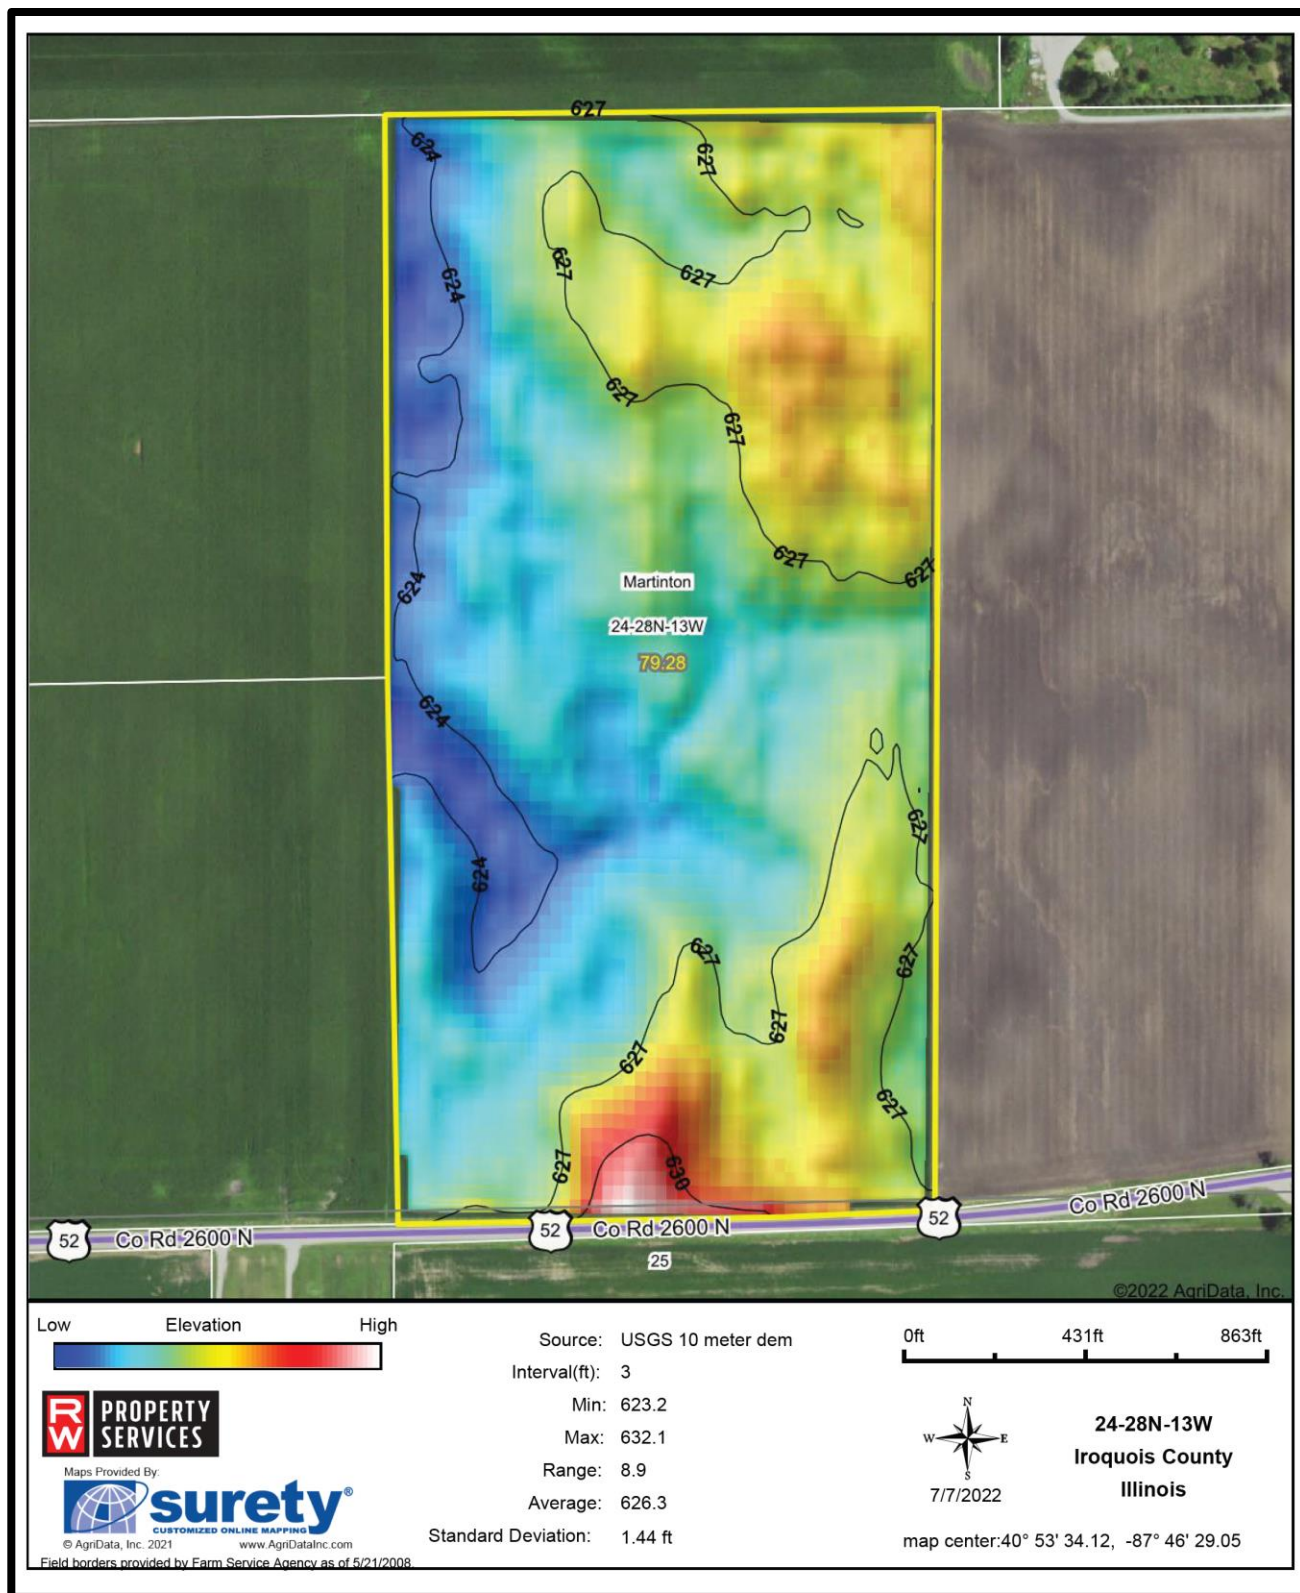 627
624
627
627
624
627
627
627
627
627
624
Martinton
24-28N-13W
79.28
624
627
624
627
627
627
627
627
627
630
52
Co Rd 2600 N
52
Co Rd 2600 N
52
Co Rd 2600 N
25
©2022 AgriData, Inc.
Low Elevation High
Source: USGS 10 meter dem
Interval(ft): 3
Min: 623.2
Max: 632.1
Range: 8.9
Average: 626.3
Standard Deviation: 1.44 ft
0ft 431ft 863ft
RW PROPERTY SERVICES
Maps Provided By:
surety®
CUSTOMIZED ONLINE MAPPING
© AgriData, Inc. 2021 www.AgriDataInc.com
Field borders provided by Farm Service Agency as of 5/21/2008.
N
W E
S
7/7/2022
24-28N-13W
Iroquois County
Illinois
map center:40° 53' 34.12, -87° 46' 29.05